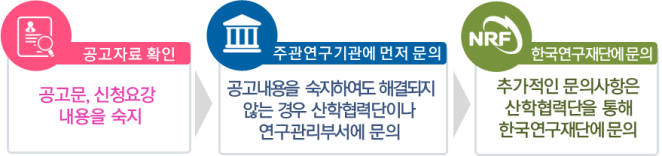 공고자료 확인
공고문, 신청요강
내용을 숙지
주관연구기관에 먼저 문의
공고내용을 숙지하여도 해결되지
않는 경우 산학협력단이나
연구관리부서에 문의
NRF
한국연구재단에 문의
추가적인 문의사항은
산학협력단을 통해
한국연구재단에 문의